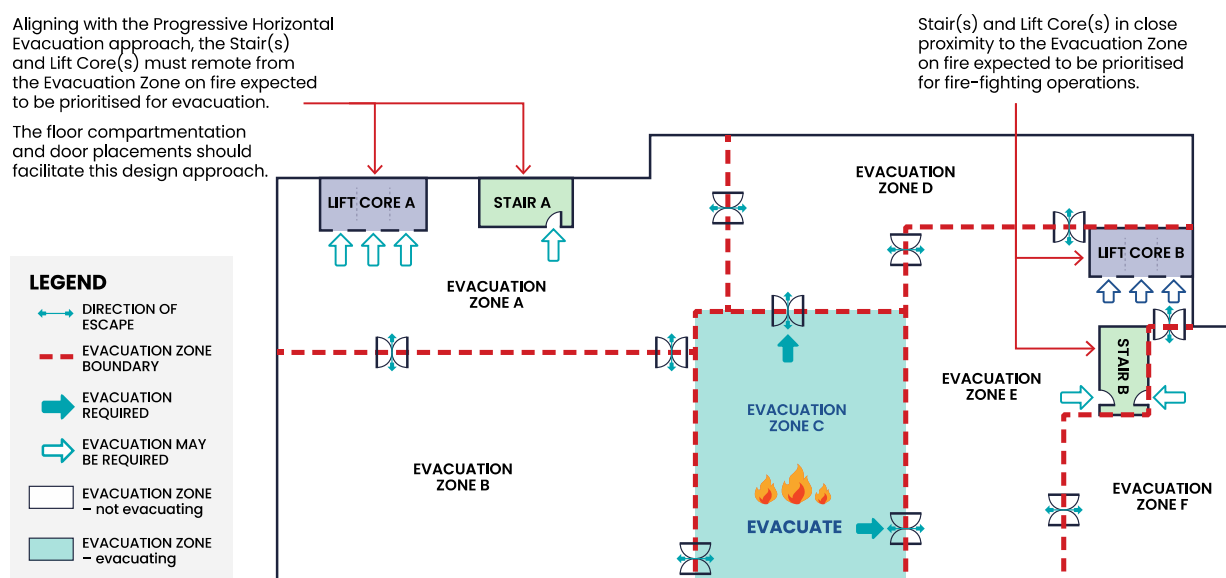 Aligning with the Progressive Horizontal
Evacuation approach, the Stair(s)
and Lift Core(s) must remote from
the Evacuation Zone on fire expected
to be prioritised for evacuation.
The floor compartmentation
and door placements should
facilitate this design approach.
Stair(s) and Lift Core(s) in close
proximity to the Evacuation Zone
on fire expected to be prioritised
for fire-fighting operations.
LIFT CORE A
STAIR A
EVACUATION
ZONE A
EVACUATION
ZONE D
LIFT CORE B
STAIR B
EVACUATION
ZONE E
EVACUATION
ZONE C
EVACUATE
EVACUATION
ZONE B
EVACUATION
ZONE F
LEGEND
DIRECTION OF
ESCAPE
EVACUATION ZONE
BOUNDARY
EVACUATION
REQUIRED
EVACUATION MAY
BE REQUIRED
EVACUATION ZONE
– not evacuating
EVACUATION ZONE
– evacuating